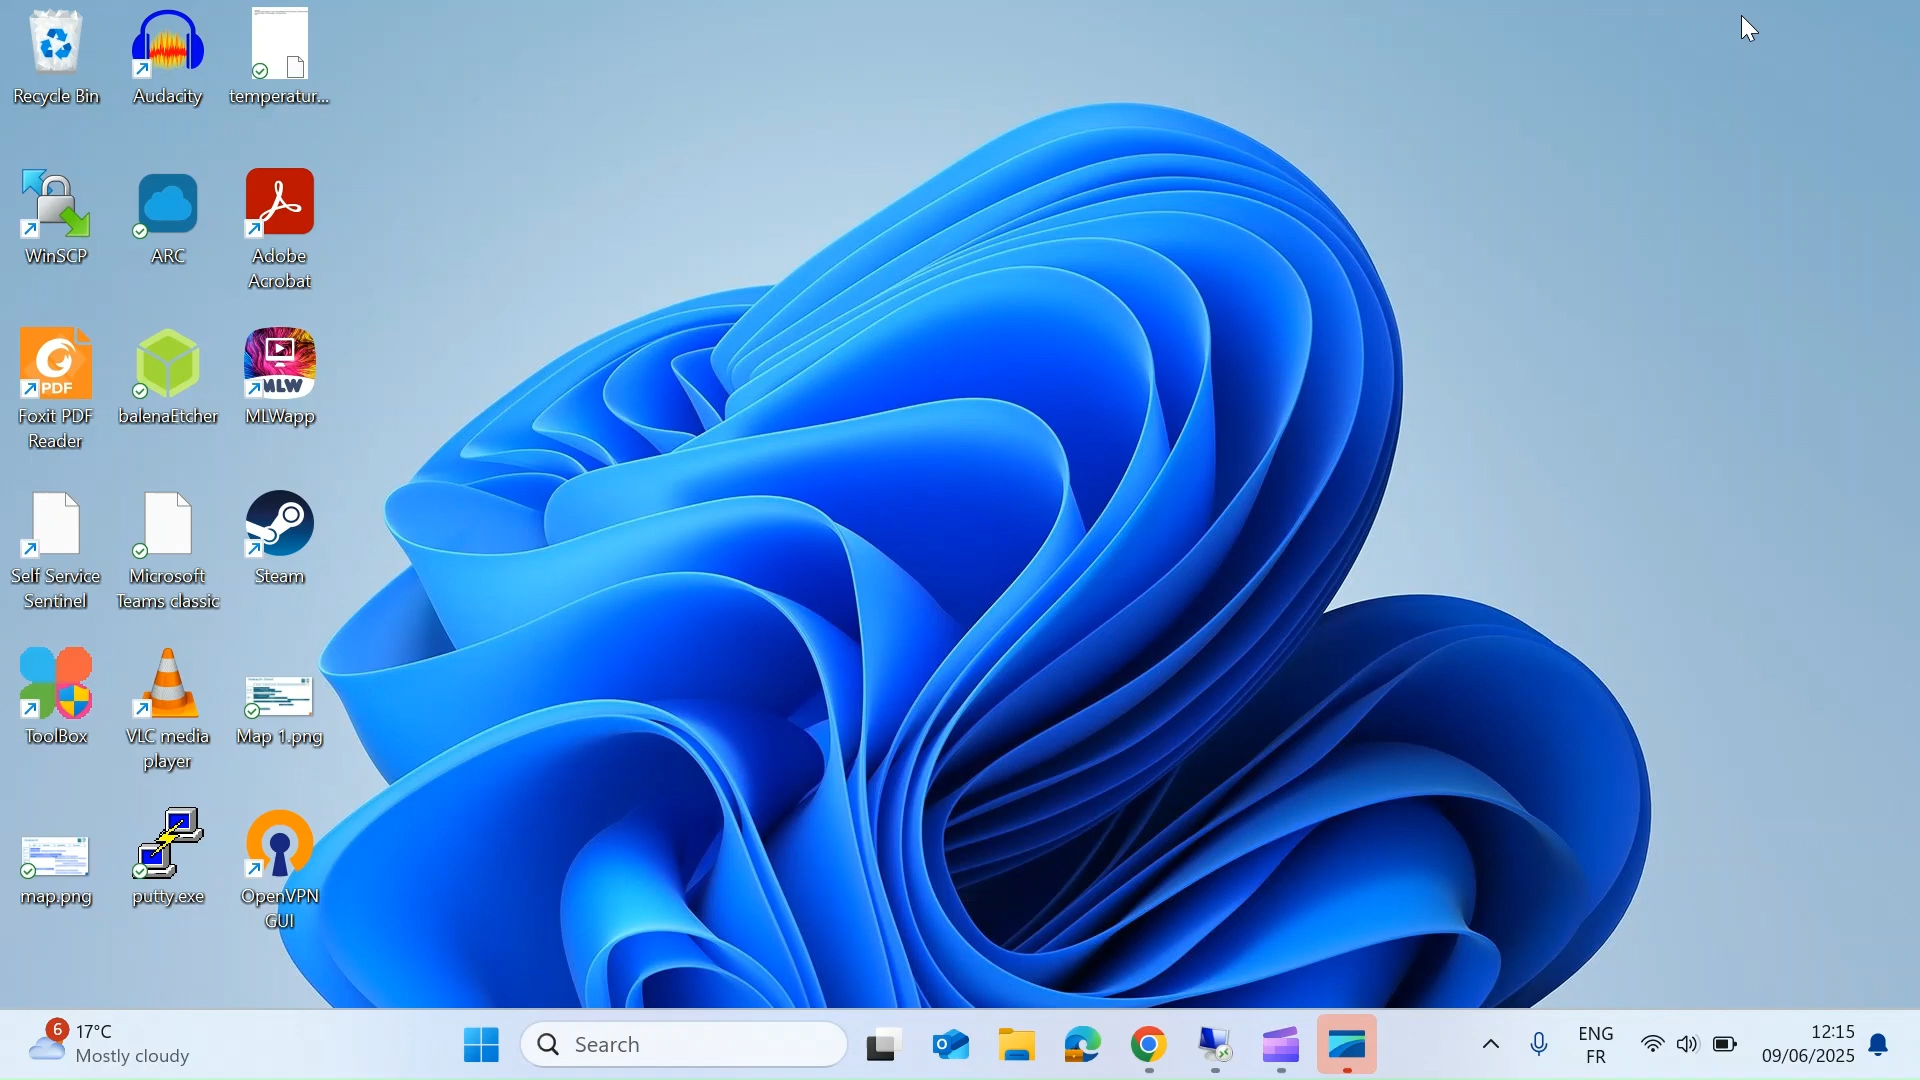 Recycle Bin
Audacity
temperatur...
WinSCP
ARC
Adobe
Acrobat
PDF
Foxit PDF
Reader
balenaEtcher
MLW
MLWapp
Self Service
Sentinel
Microsoft
Teams classic
Steam
ToolBox
VLC media
player
Map 1.png
map.png
putty.exe
OpenVPN
GUI
6
17°C
Mostly cloudy
Search
ENG
FR
12:15
09/06/2025